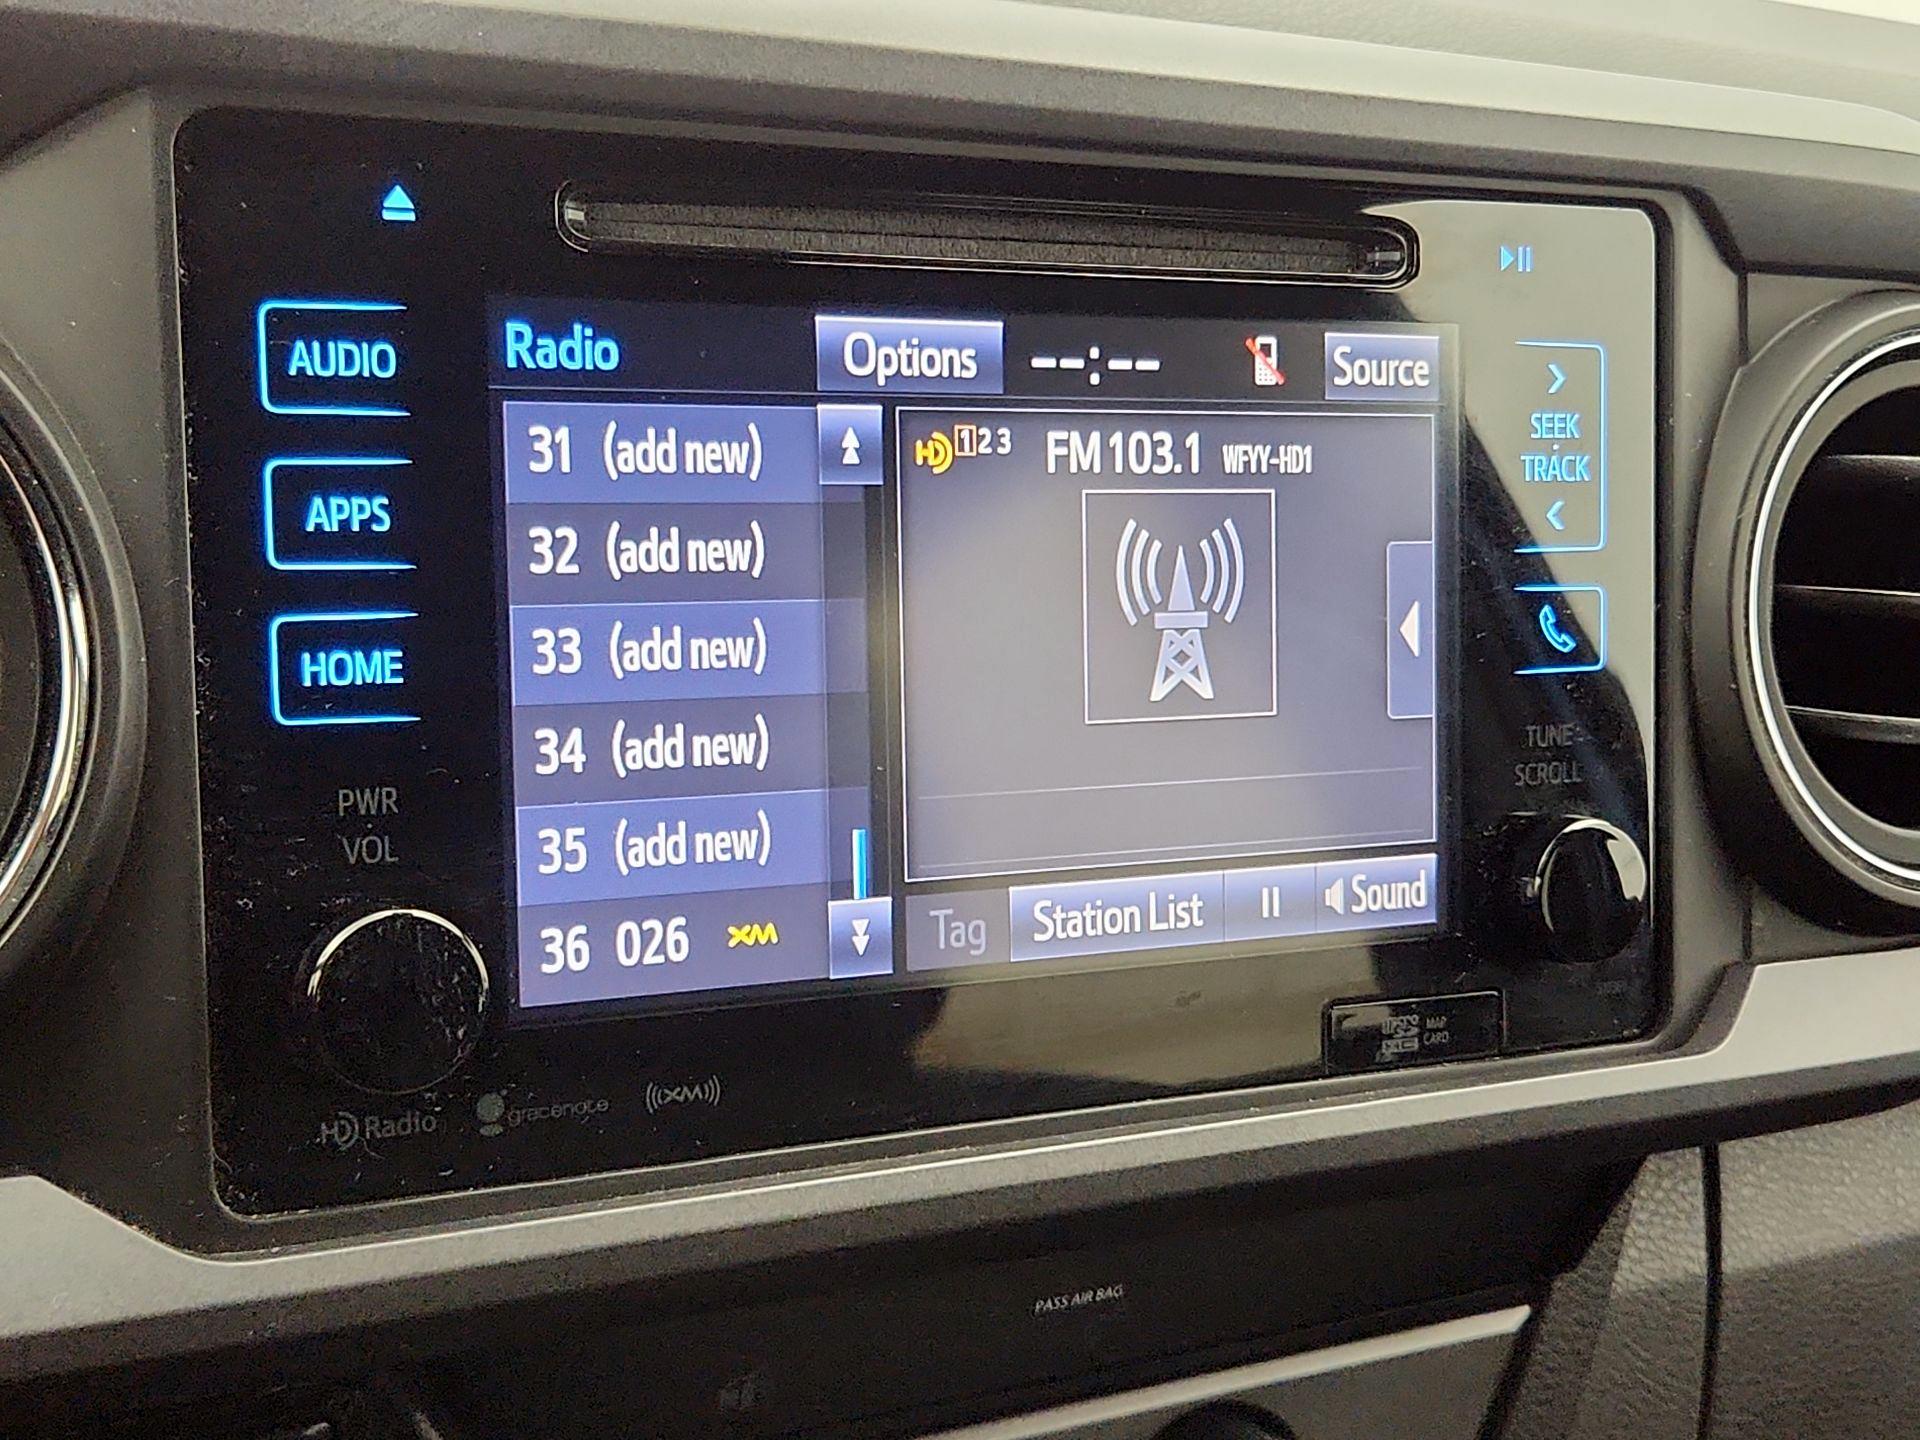 AUDIO
APPS
HOME
PWR
VOL
Radio
Options
--:--
Source
31 (add new)
32 (add new)
33 (add new)
34 (add new)
35 (add new)
36 026 XM
HD 1 2 3 FM 103.1 WFYY-HD1
Tag
Station List
Sound
SEEK
TRACK
TUNE
SCROLL
MAP
CARD
HD Radio
gracenote
((XM))
PASS AIR BAG